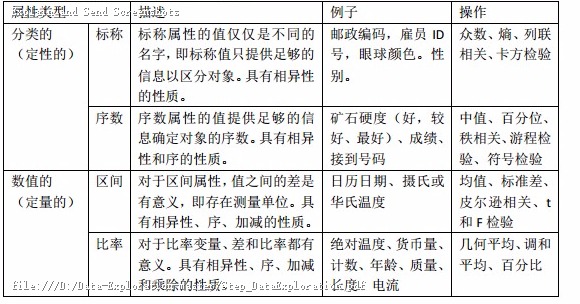 属性类型 描述 例子 操作
分类的 标称 标称属性的值仅仅是不同的 邮政编码，雇员 ID 众数、熵、列联
（定性的） 名字，即标称值只提供足够的 号，眼球颜色。性 相关、卡方检验
信息以区分对象。具有相异性 别。
的性质。
序数 序数属性的值提供足够的信 矿石硬度（好，较 中值、百分位、
息确定对象的序数。具有相异 好、最好）、成绩、 秩相关、游程检
性和序的性质。 接到号码 验、符号检验
数值的 区间 对于区间属性，值之间的差是 日历日期、摄氏或 均值、标准差、
（定量的） 有意义，即存在测量单位。具 华氏温度 皮尔逊相关、t
有相异性、序、加减的性质。 和 F 检验
比率 对于比率变量、差和比率都有 绝对温度、货币量、 几何平均、调和
意义。具有相异性、序、加减 计数、年龄、质量、 平均、百分比
和乘除的性质 长度、电流